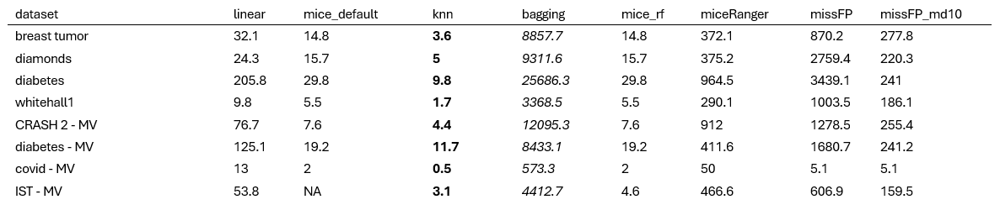 dataset linear mice_default knn bagging mice_rf miceRanger missFP missFP_md10
breast tumor 32.1 14.8 3.6 8857.7 14.8 372.1 870.2 277.8
diamonds 24.3 15.7 5 9311.6 15.7 375.2 2759.4 220.3
diabetes 205.8 29.8 9.8 25686.3 29.8 964.5 3439.1 241
whitehall1 9.8 5.5 1.7 3368.5 5.5 290.1 1003.5 186.1
CRASH 2 - MV 76.7 7.6 4.4 12095.3 7.6 912 1278.5 255.4
diabetes - MV 125.1 19.2 11.7 8433.1 19.2 411.6 1680.7 241.2
covid - MV 13 2 0.5 573.3 2 50 5.1 5.1
IST - MV 53.8 NA 3.1 4412.7 4.6 466.6 606.9 159.5